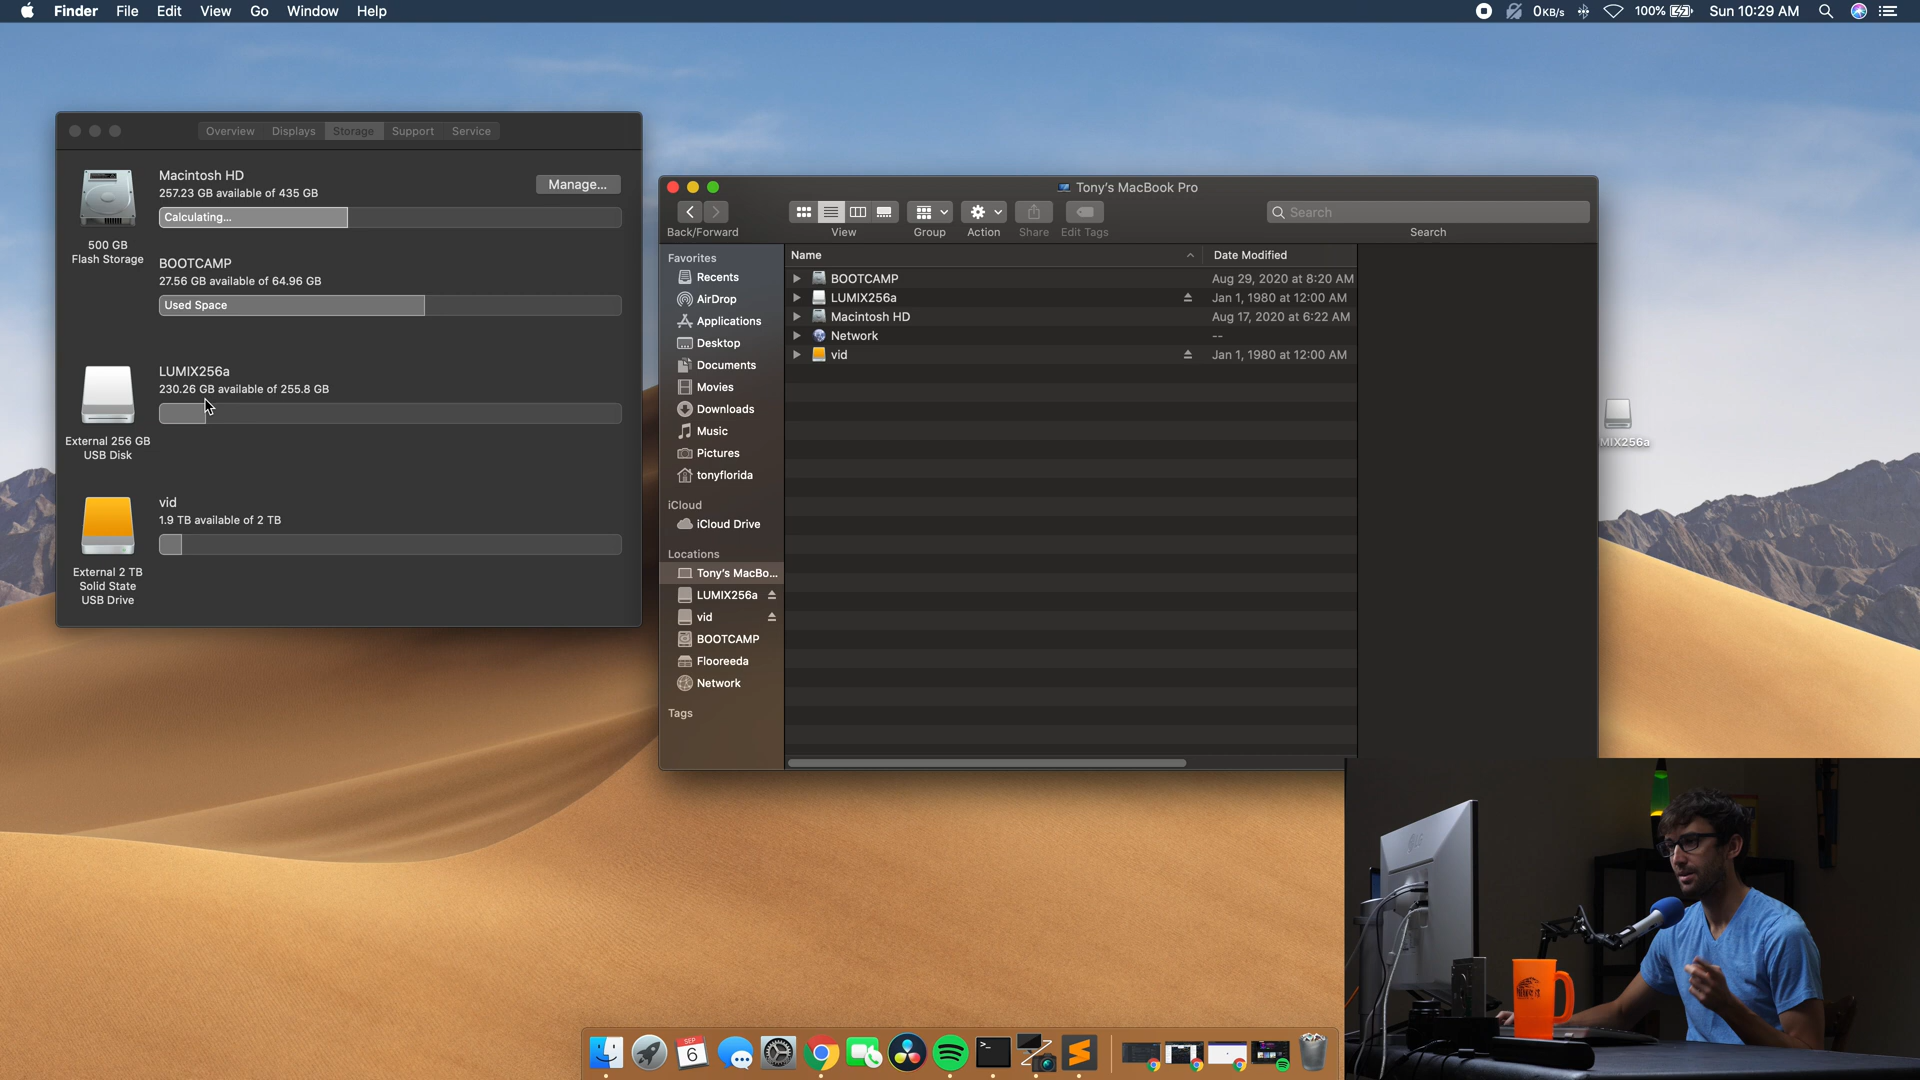 Finder File Edit View Go Window Help
0KB/s 100% Sun 10:29 AM
Overview Displays Storage Support Service
Macintosh HD
257.23 GB available of 435 GB
Manage...
Calculating...
500 GB
Flash Storage
BOOTCAMP
27.56 GB available of 64.96 GB
Used Space
LUMIX256a
230.26 GB available of 255.8 GB
External 256 GB
USB Disk
vid
1.9 TB available of 2 TB
External 2 TB
Solid State
USB Drive
Tony's MacBook Pro
Search
Back/Forward View Group Action Share Edit Tags Search
Favorites
Recents
AirDrop
Applications
Desktop
Documents
Movies
Downloads
Music
Pictures
tonyflorida
iCloud
iCloud Drive
Locations
Tony's MacBo...
LUMIX256a
vid
BOOTCAMP
Flooreeda
Network
Tags
Name Date Modified
BOOTCAMP Aug 29, 2020 at 8:20 AM
LUMIX256a Jan 1, 1980 at 12:00 AM
Macintosh HD Aug 17, 2020 at 6:22 AM
Network --
vid Jan 1, 1980 at 12:00 AM
MIX256a
SEP
6